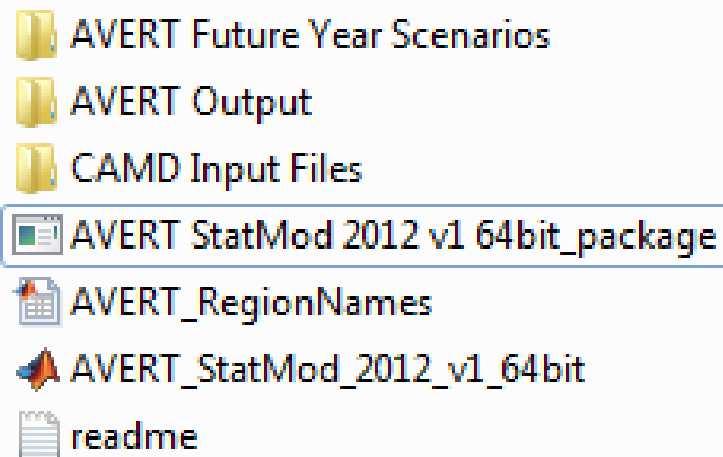 AVERT Future Year Scenarios
AVERT Output
CAMD Input Files
AVERT StatMod 2012 v1 64bit_package
AVERT_RegionNames
AVERT_StatMod_2012_v1_64bit
readme